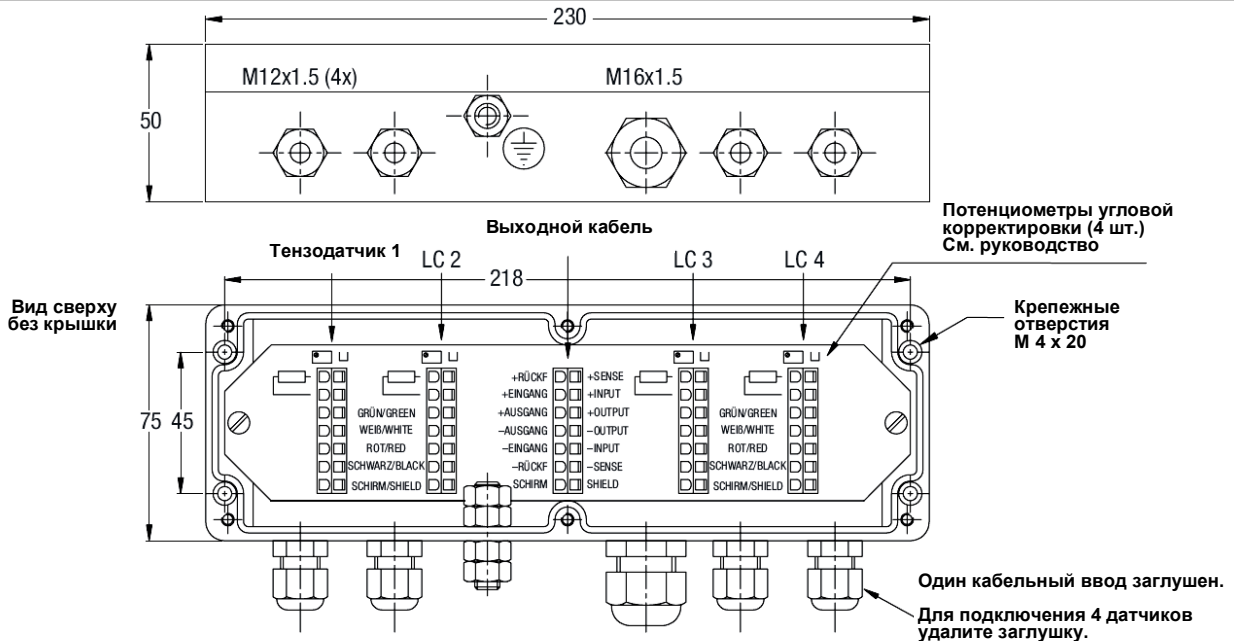 230
M12x1.5 (4x)
M16x1.5
50
Выходной кабель
Потенциометры угловой
корректировки (4 шт.)
См. руководство
Тензодатчик 1
LC 2
LC 3
LC 4
218
Вид сверху
без крышки
Крепежные
отверстия
M 4 x 20
75
45
+RÜCKF
+SENSE
+EINGANG
+INPUT
GRÜN/GREEN
+AUSGANG
+OUTPUT
GRÜN/GREEN
WEIß/WHITE
–AUSGANG
–OUTPUT
WEIß/WHITE
ROT/RED
–EINGANG
–INPUT
ROT/RED
SCHWARZ/BLACK
–RÜCKF
–SENSE
SCHWARZ/BLACK
SCHIRM/SHIELD
SCHIRM
SHIELD
SCHIRM/SHIELD
Один кабельный ввод заглушен.
Для подключения 4 датчиков
удалите заглушку.